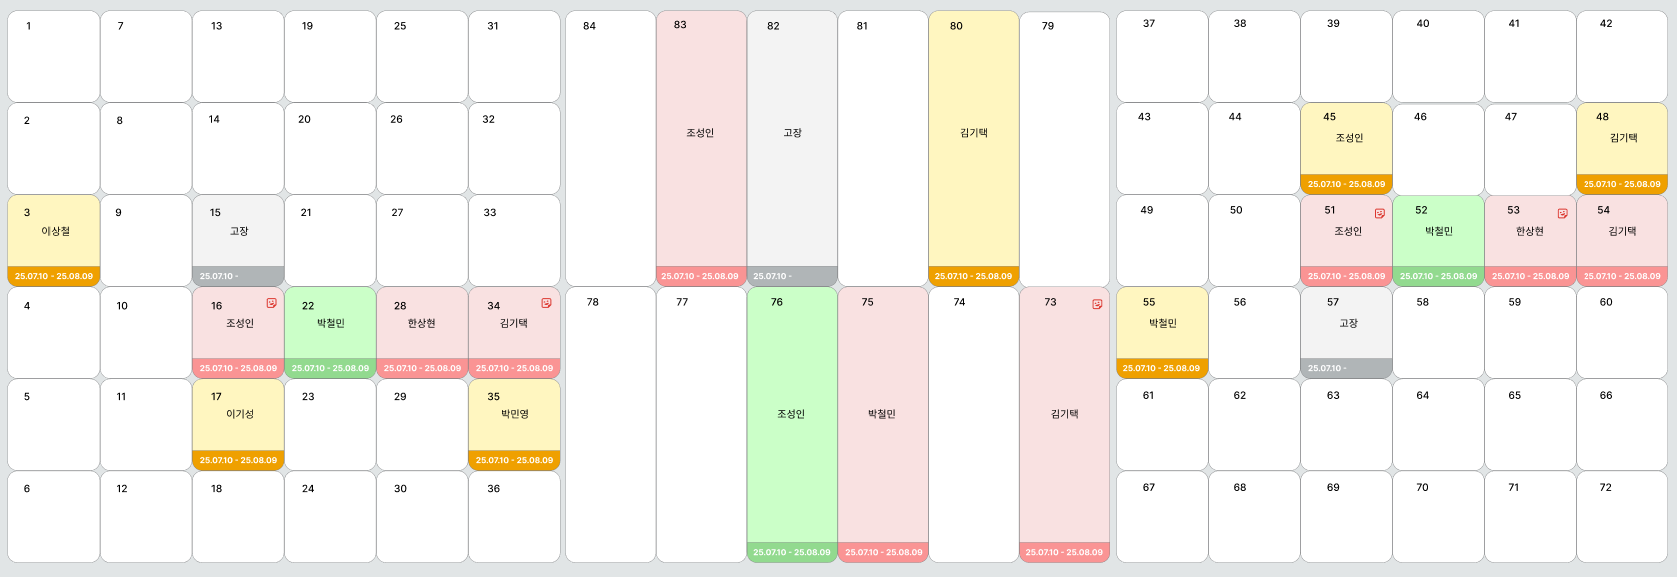 1 7 13 19 25 31
2 8 14 20 26 32
3 9 15 21 27 33
이상철 고장
25.07.10 - 25.08.09 25.07.10 -
4 10 16 22 28 34
조성인 박철민 한상현 김기택
25.07.10 - 25.08.09 25.07.10 - 25.08.09 25.07.10 - 25.08.09 25.07.10 - 25.08.09
5 11 17 23 29 35
이기성 박민영
25.07.10 - 25.08.09 25.07.10 - 25.08.09
6 12 18 24 30 36
84 83 82 81 80 79
조성인 고장 김기택
25.07.10 - 25.08.09 25.07.10 - 25.07.10 - 25.08.09
78 77 76 75 74 73
조성인 박철민 김기택
25.07.10 - 25.08.09 25.07.10 - 25.08.09 25.07.10 - 25.08.09
37 38 39 40 41 42
43 44 45 46 47 48
조성인 김기택
25.07.10 - 25.08.09 25.07.10 - 25.08.09
49 50 51 52 53 54
조성인 박철민 한상현 김기택
25.07.10 - 25.08.09 25.07.10 - 25.08.09 25.07.10 - 25.08.09 25.07.10 - 25.08.09
55 56 57 58 59 60
박철민 고장
25.07.10 - 25.08.09 25.07.10 -
61 62 63 64 65 66
67 68 69 70 71 72